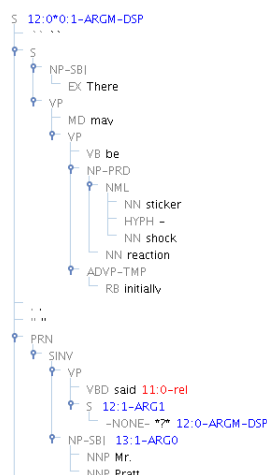 S 12:0*0:1-ARGM-DSP
`` ``
S
NP-SBJ
EX There
VP
MD may
VP
VB be
NP-PRD
NML
NN sticker
HYPH -
NN shock
NN reaction
ADVP-TMP
RB initially
, ,
" "
PRN
SINV
VP
VBD said 11:0-rel
S 12:1-ARG1
-NONE- *?* 12:0-ARGM-DSP
NP-SBJ 13:1-ARG0
NNP Mr.
NNP Pratt